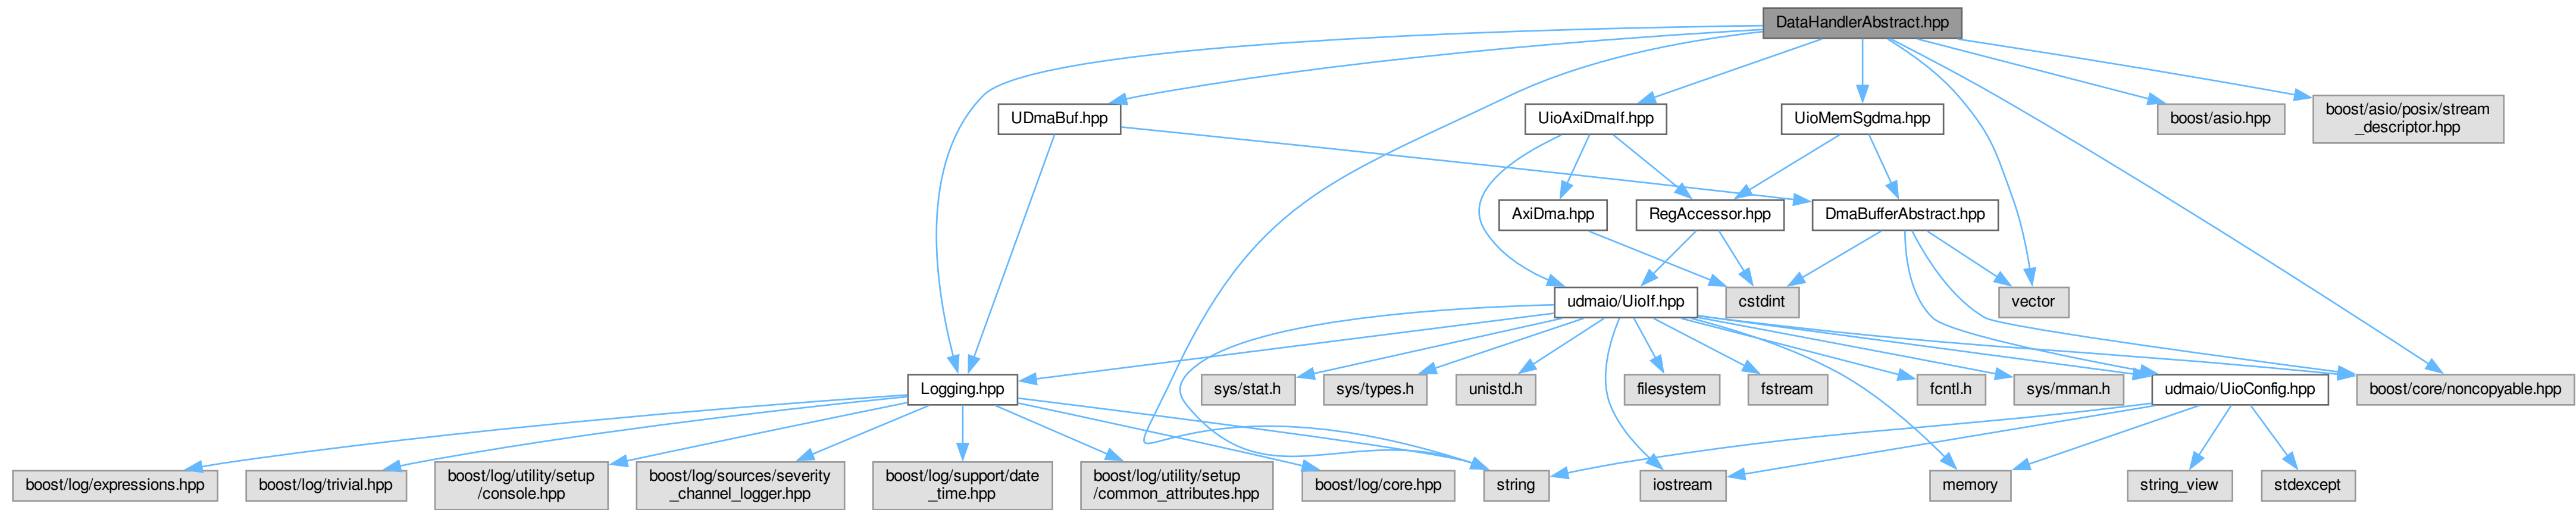 DataHandlerAbstract.hpp
UDmaBuf.hpp
UioAxiDmaIf.hpp
UioMemSgdma.hpp
boost/asio.hpp
boost/asio/posix/stream
_descriptor.hpp
AxiDma.hpp
RegAccessor.hpp
DmaBufferAbstract.hpp
udmaio/UioIf.hpp
cstdint
vector
Logging.hpp
sys/stat.h
sys/types.h
unistd.h
filesystem
fstream
fcntl.h
sys/mman.h
udmaio/UioConfig.hpp
boost/core/noncopyable.hpp
boost/log/expressions.hpp
boost/log/trivial.hpp
boost/log/utility/setup
/console.hpp
boost/log/sources/severity
_channel_logger.hpp
boost/log/support/date
_time.hpp
boost/log/utility/setup
/common_attributes.hpp
boost/log/core.hpp
string
iostream
memory
string_view
stdexcept